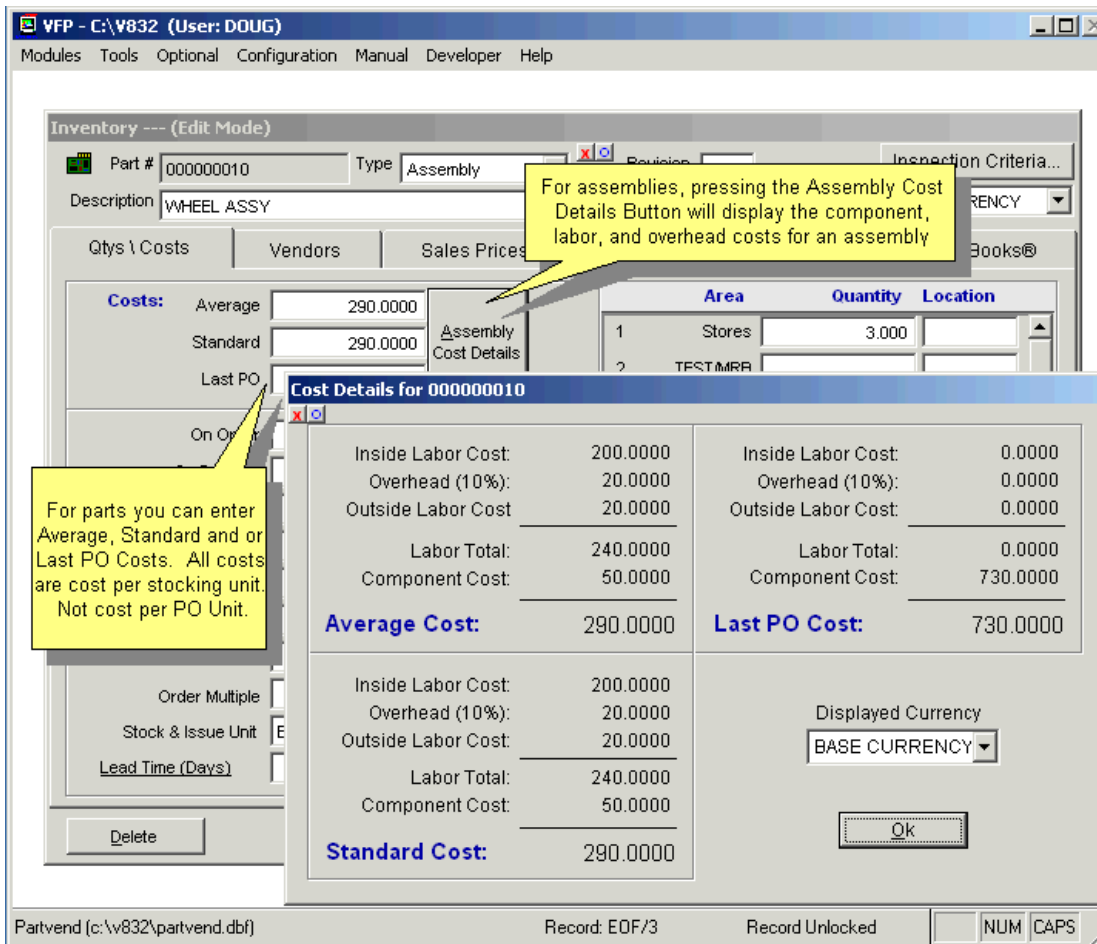 VFP - C:\V832 (User: DOUG)
Modules Tools Optional Configuration Manual Developer Help
Inventory --- (Edit Mode)
Part # 000000010 Type Assembly Revision Inspection Criteria...
Description WHEEL ASSY
For assemblies, pressing the Assembly Cost
Details Button will display the component,
labor, and overhead costs for an assembly
Qtys \ Costs Vendors Sales Prices Books®
Costs: Average 290.0000
Standard 290.0000
Last PO
Assembly
Cost Details
Area Quantity Location
1 Stores 3.000
2 TEST/MRB
On Order
For parts you can enter
Average, Standard and or
Last PO Costs. All costs
are cost per stocking unit.
Not cost per PO Unit.
Order Multiple
Stock & Issue Unit
Lead Time (Days)
Delete
Cost Details for 000000010
Inside Labor Cost: 200.0000
Overhead (10%): 20.0000
Outside Labor Cost 20.0000
Labor Total: 240.0000
Component Cost: 50.0000
Average Cost: 290.0000
Inside Labor Cost: 0.0000
Overhead (10%): 0.0000
Outside Labor Cost: 0.0000
Labor Total: 0.0000
Component Cost: 730.0000
Last PO Cost: 730.0000
Inside Labor Cost: 200.0000
Overhead (10%): 20.0000
Outside Labor Cost: 20.0000
Labor Total: 240.0000
Component Cost: 50.0000
Standard Cost: 290.0000
Displayed Currency
BASE CURRENCY
Ok
Partvend (c:\v832\partvend.dbf) Record: EOF/3 Record Unlocked NUM CAPS